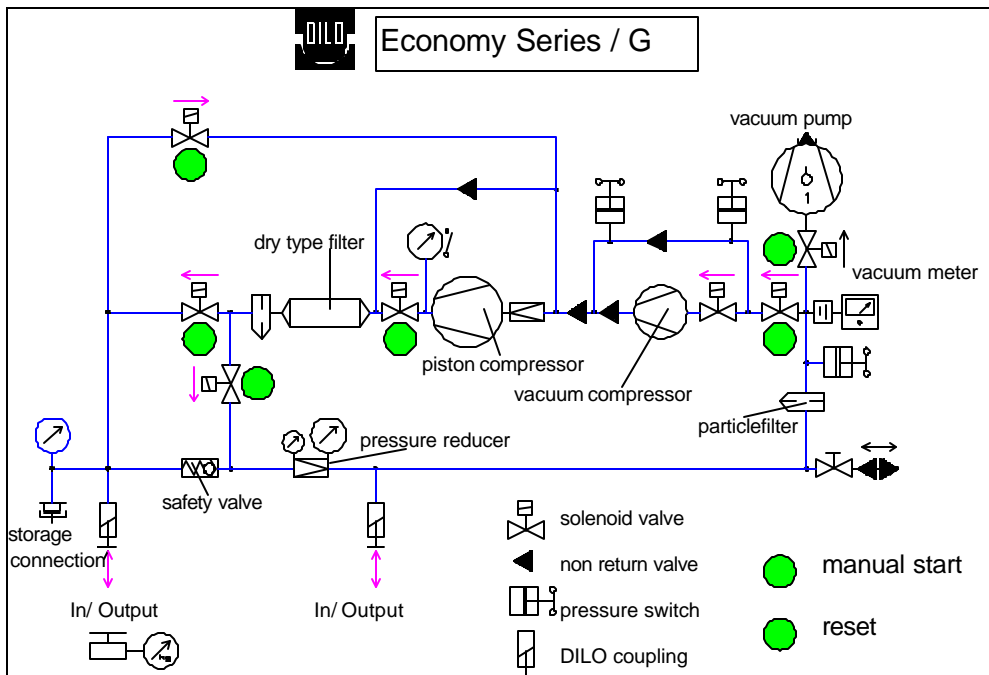 DILO
Economy Series / G
vacuum pump
dry type filter
vacuum meter
piston compressor
vacuum compressor
particlefilter
pressure reducer
safety valve
storage
connection
solenoid valve
non return valve
manual start
In/ Output
In/ Output
pressure switch
reset
DILO coupling